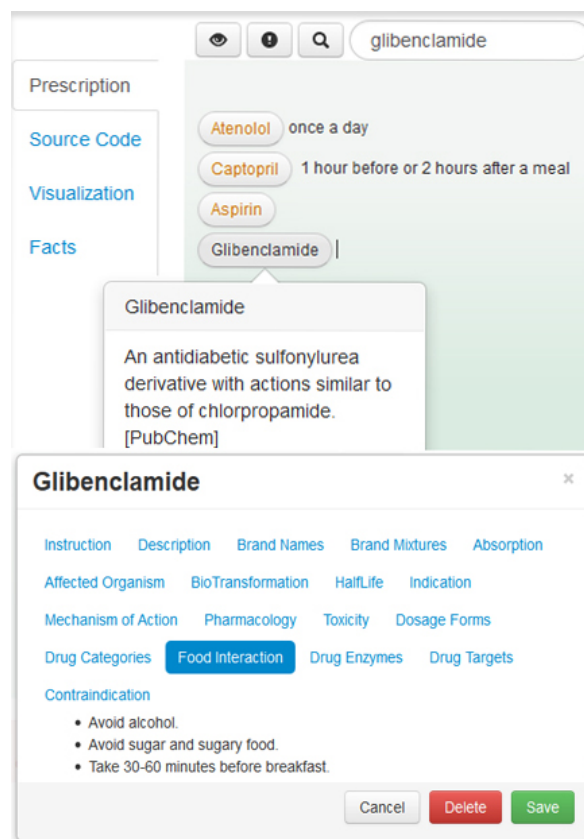 glibenclamide
Prescription
Source Code
Visualization
Facts
Atenolol once a day
Captopril 1 hour before or 2 hours after a meal
Aspirin
Glibenclamide
Glibenclamide
An antidiabetic sulfonylurea
derivative with actions similar to
those of chlorpropamide.
[PubChem]
Glibenclamide ×
Instruction Description Brand Names Brand Mixtures Absorption
Affected Organism BioTransformation HalfLife Indication
Mechanism of Action Pharmacology Toxicity Dosage Forms
Drug Categories Food Interaction Drug Enzymes Drug Targets
Contraindication
• Avoid alcohol.
• Avoid sugar and sugary food.
• Take 30-60 minutes before breakfast.
Cancel Delete Save